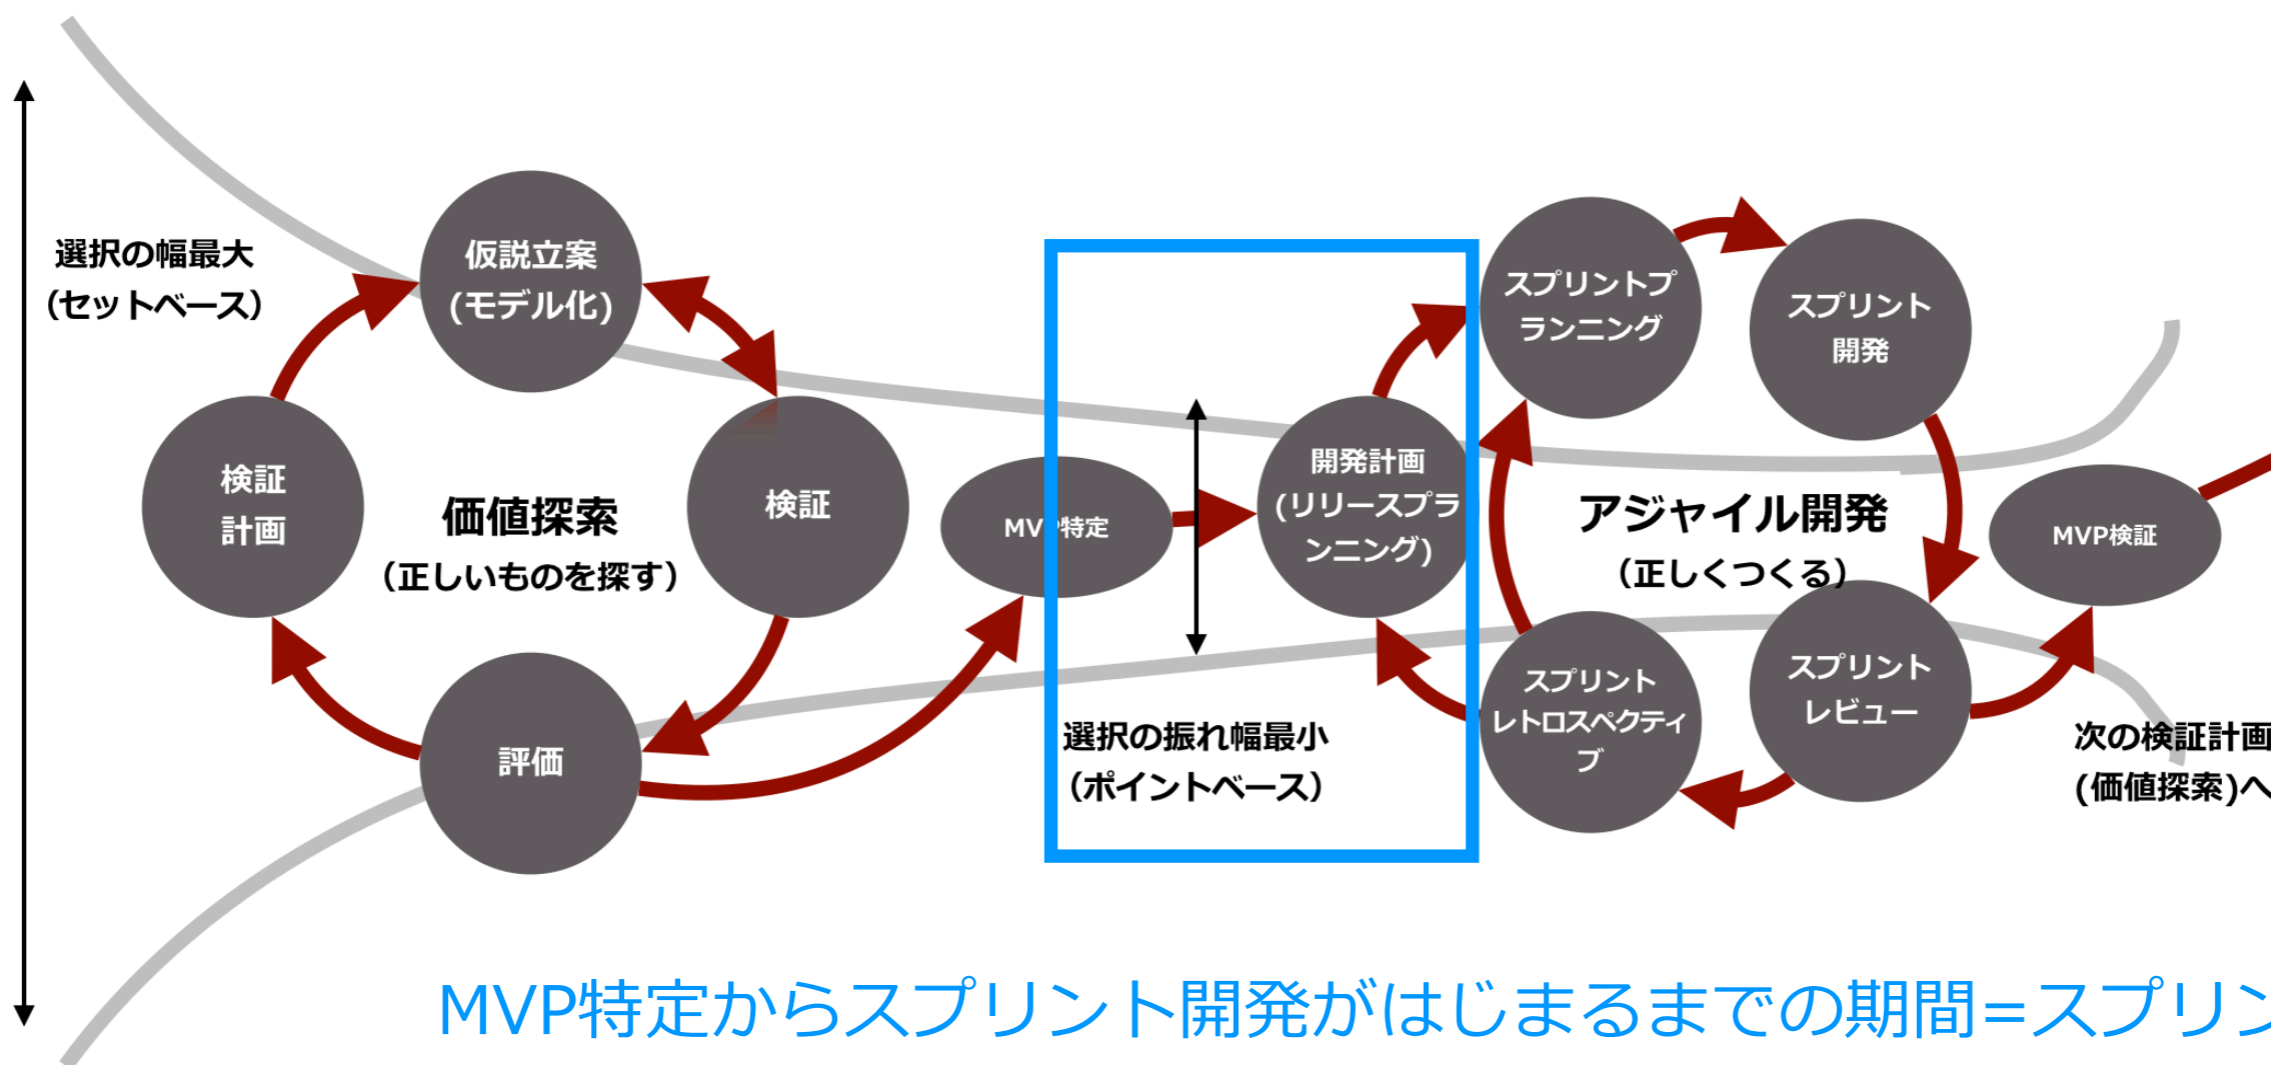 選択の幅最大
（セットベース）
仮説立案
(モデル化)
検証
計画
価値探索
（正しいものを探す）
検証
評価
MVP特定
開発計画
(リリースプラ
ンニング)
選択の振れ幅最小
（ポイントベース）
スプリントプ
ランニング
スプリント
開発
アジャイル開発
（正しくつくる）
スプリント
レトロスペクティ
ブ
スプリント
レビュー
MVP検証
次の検証計画
(価値探索)へ
MVP特定からスプリント開発がはじまるまでの期間=スプリン